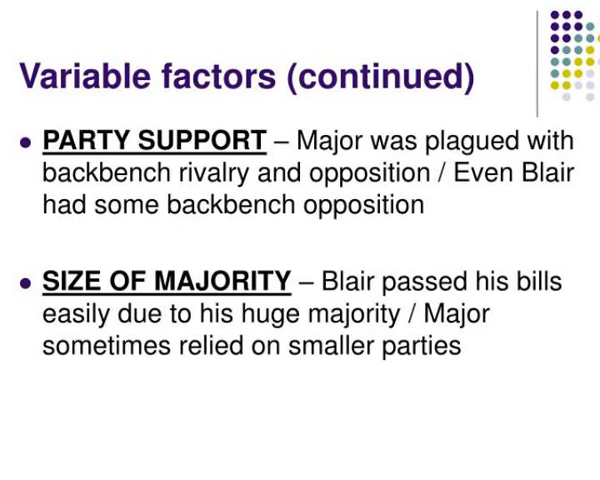 Variable factors (continued)
PARTY SUPPORT – Major was plagued with
backbench rivalry and opposition / Even Blair
had some backbench opposition
SIZE OF MAJORITY – Blair passed his bills
easily due to his huge majority / Major
sometimes relied on smaller parties